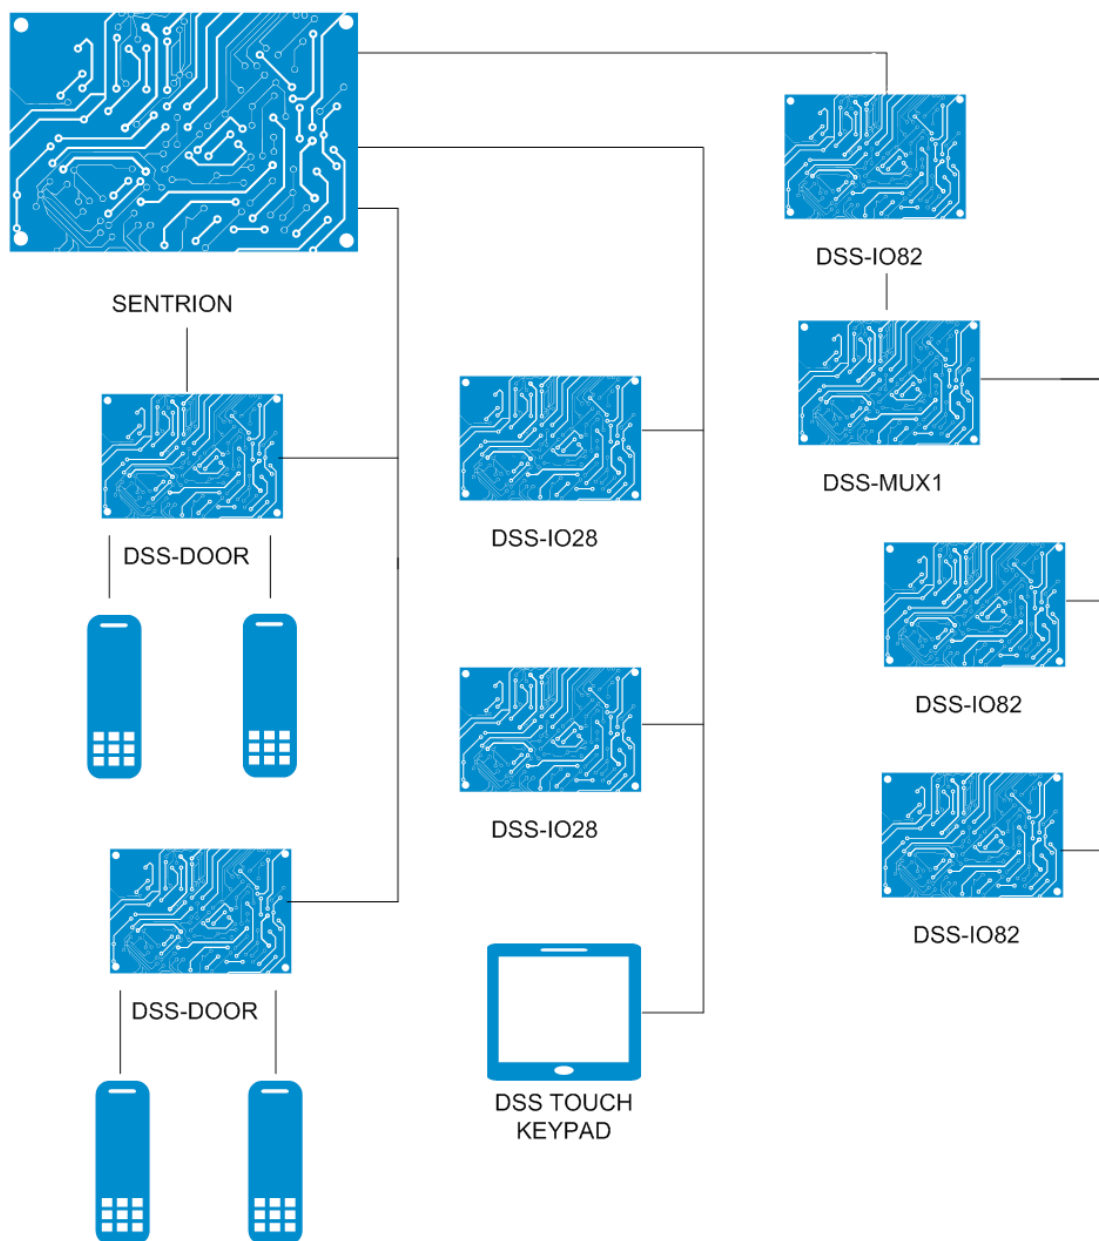 SENTRION
DSS-DOOR
DSS-DOOR
DSS-IO28
DSS-IO28
DSS TOUCH
KEYPAD
DSS-IO82
DSS-MUX1
DSS-IO82
DSS-IO82